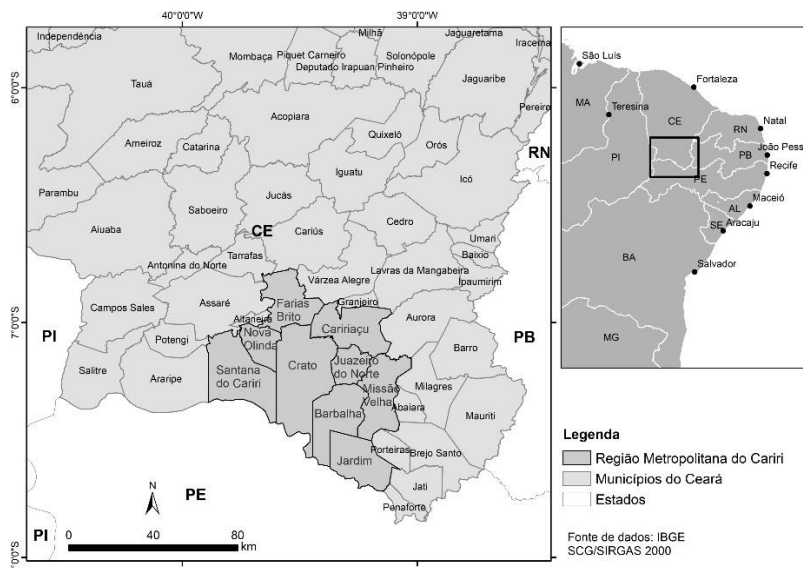 40°0'0"W
39°0'0"W
Independência
Mombaça
Piquet Carneiro
Milhã
Deputado Irapuan Pinheiro
Solonópole
Jaguaretama
Iracema
Tauá
Jaguaribe
Pereiro
6°0'0"S
Acopiara
Quixelô
Orós
Arneiroz
Catarina
Iguatu
Icó
RN
Parambu
Saboeiro
Jucás
Aiuaba
CE
Cariús
Cedro
Umari
Baixio
Ipaumirim
Tarrafas
Antonina do Norte
Várzea Alegre
Lavras da Mangabeira
Campos Sales
Assaré
Farias
Brito
Granjeiro
Altaneira
Caririaçu
Aurora
7°0'0"S
PI
Potengi
Nova
Olinda
Crato
Juazeiro
do Norte
Barro
PB
Salitre
Araripe
Santana
do Cariri
Missão
Velha
Milagres
Abaiara
Barbalha
Mauriti
Porteiras
Brejo Santo
Jardim
Jati
Penaforte
PE
N
PI
0
40
80
km
São Luís
Fortaleza
MA
Teresina
CE
RN
Natal
João Pess
PB
PI
PE
Recife
AL
Maceió
SE
Aracaju
BA
Salvador
MG
Legenda
Região Metropolitana do Cariri
Municípios do Ceará
Estados
Fonte de dados: IBGE
SCG/SIRGAS 2000